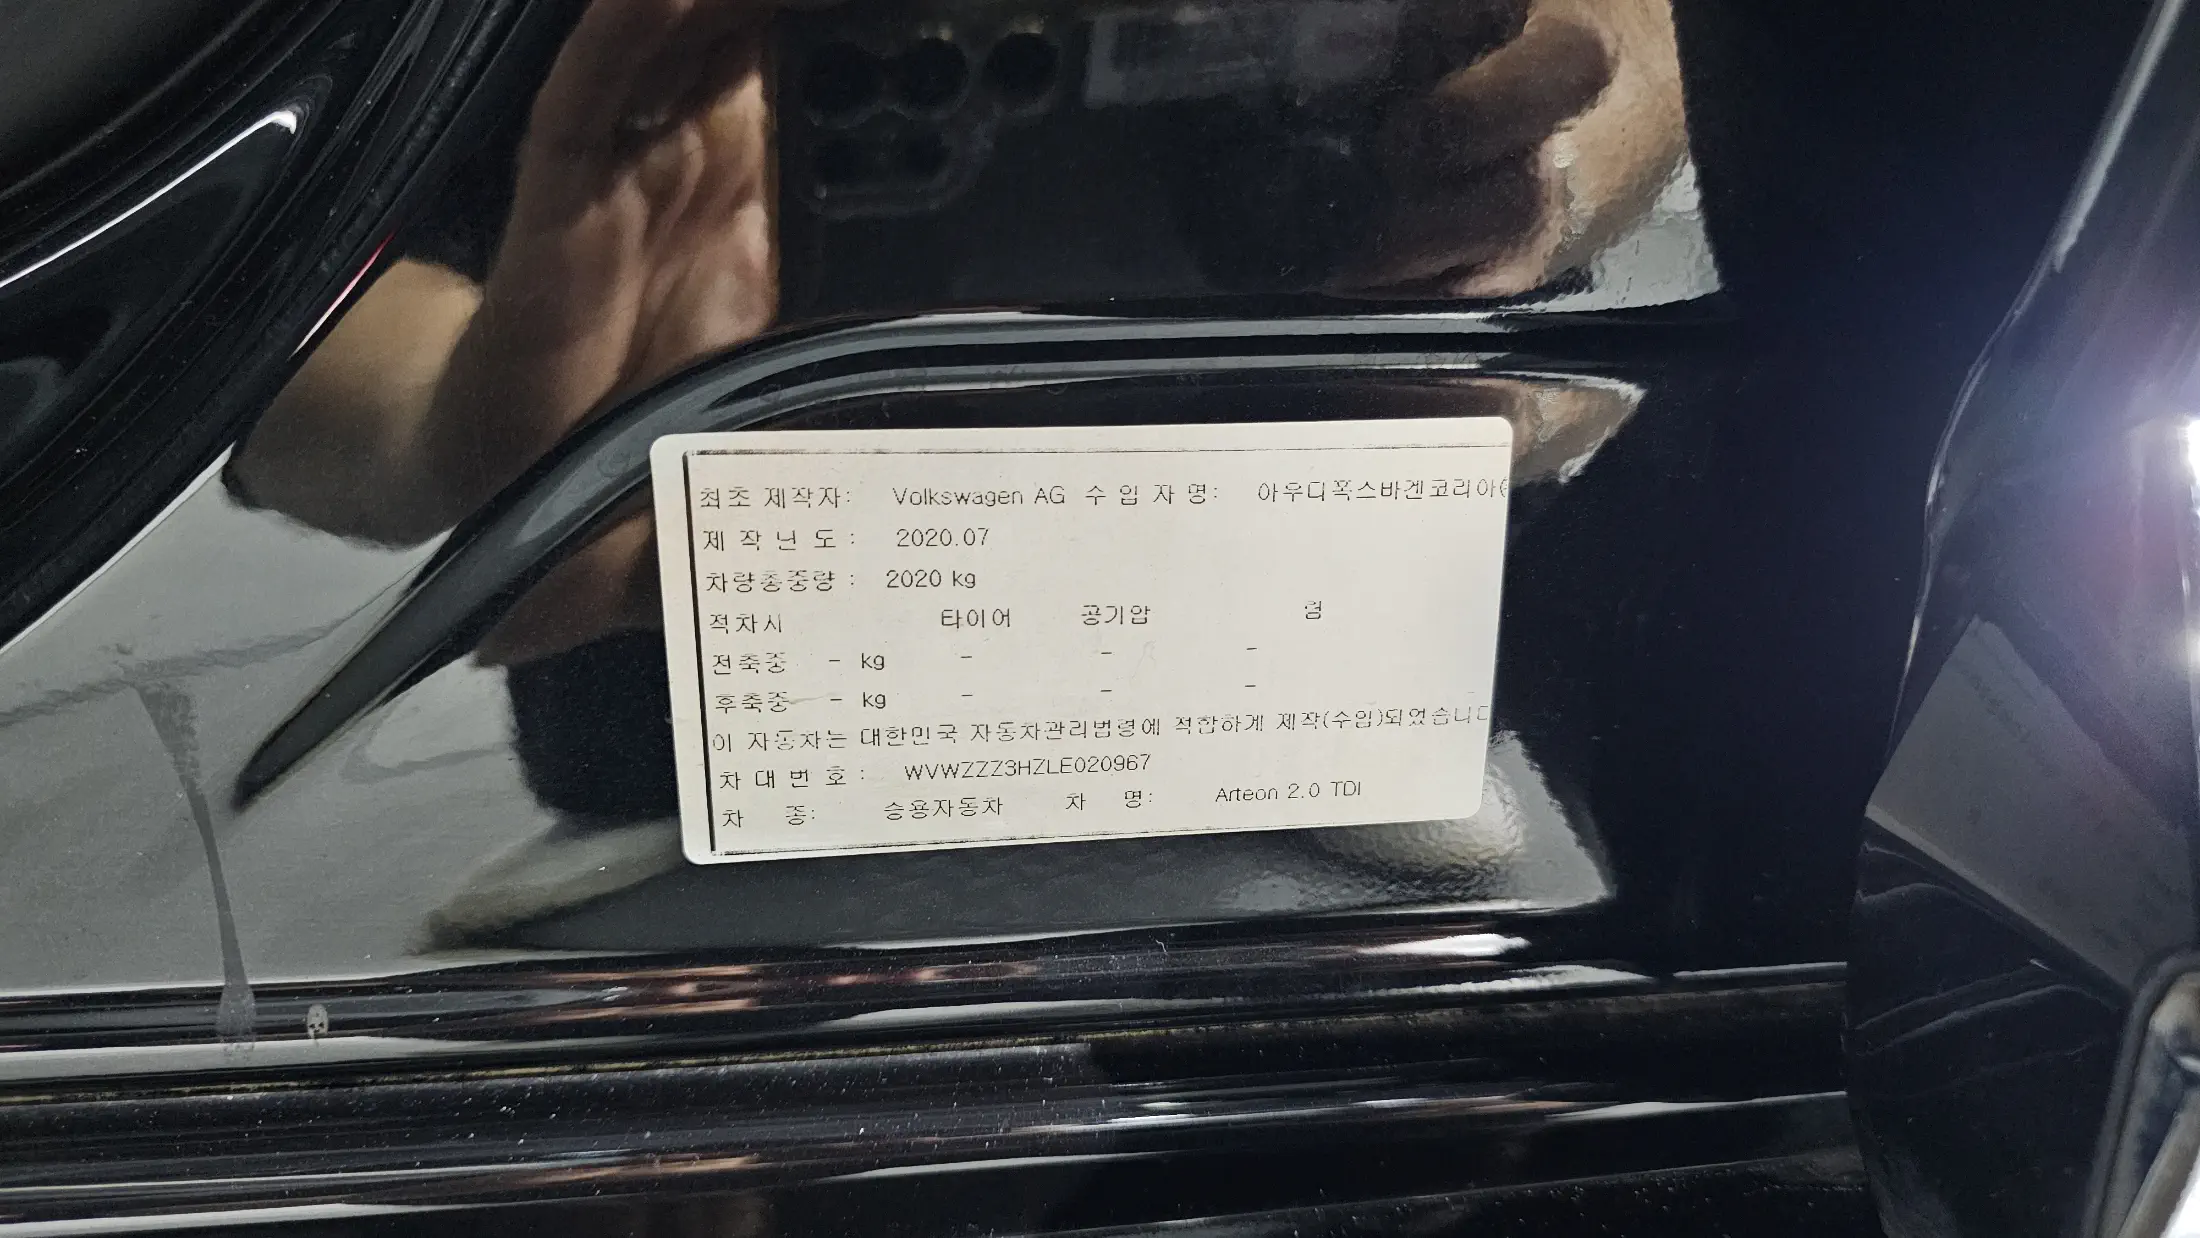 최초 제작자: Volkswagen AG 수 입 자 명: 아우디폭스바겐코리아(
제 작 년 도 : 2020.07
차량총중량 : 2020 kg
적차시 타이어 공기압 림
전축중 - kg - - -
후축중 - kg - - -
이 자동차는 대한민국 자동차관리법령에 적합하게 제작(수입)되었습니다
차 대 번 호 : WVWZZZ3HZLE020967
차 종: 승용자동차 차 명: Arteon 2.0 TDI